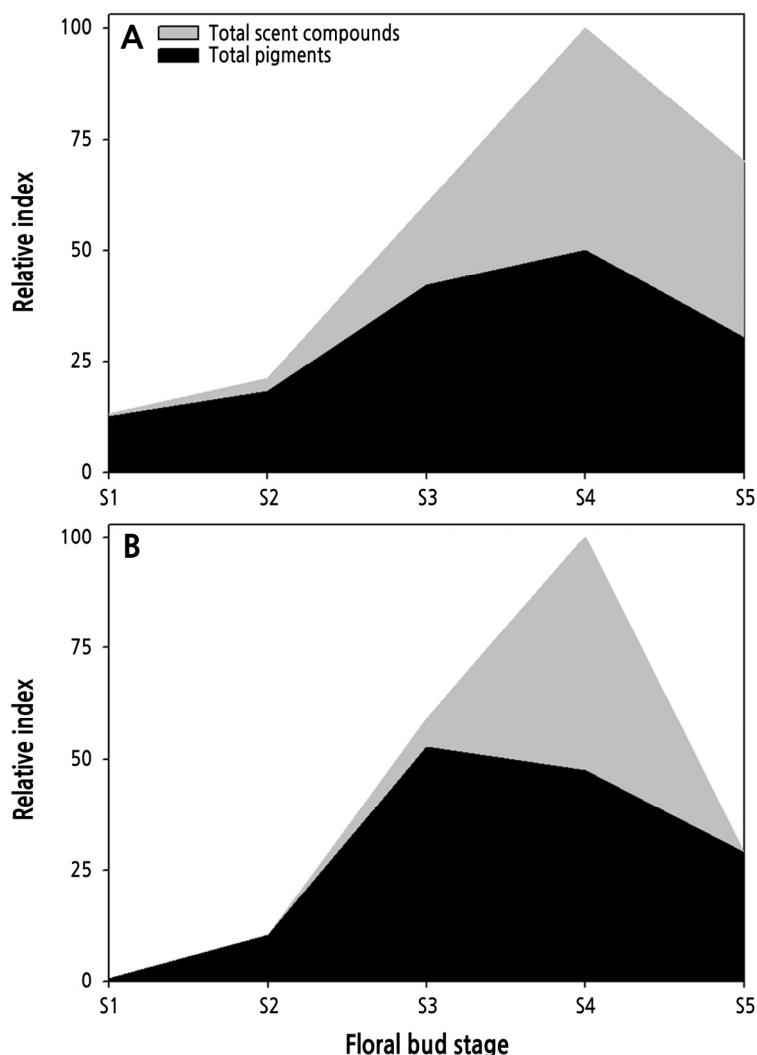 A
Total scent compounds
Total pigments
100
75
50
25
0
Relative index
S1 S2 S3 S4 S5
B
100
75
50
25
0
Relative index
S1 S2 S3 S4 S5
Floral bud stage